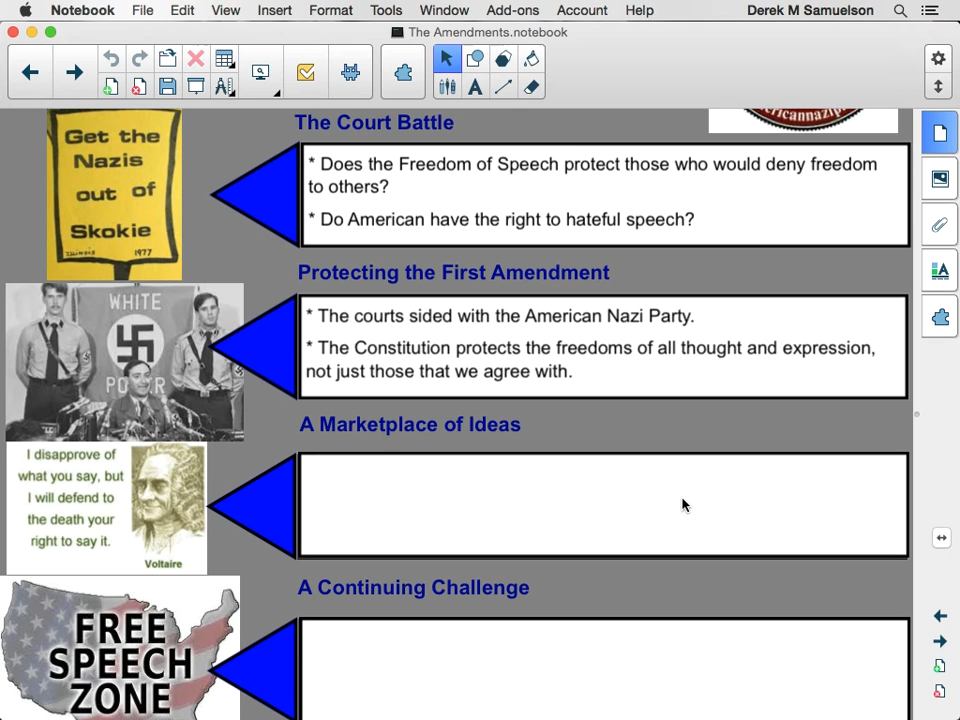 Notebook File Edit View Insert Format Tools Window Add-ons Account Help Derek M Samuelson
The Amendments.notebook
ricannazip
Get the
Nazis
out of
Skokie
Illinois 1977
The Court Battle
* Does the Freedom of Speech protect those who would deny freedom
to others?
* Do American have the right to hateful speech?
WHITE
POWER
Protecting the First Amendment
* The courts sided with the American Nazi Party.
* The Constitution protects the freedoms of all thought and expression,
not just those that we agree with.
I disapprove of
what you say, but
I will defend to
the death your
right to say it.
Voltaire
A Marketplace of Ideas
FREE
SPEECH
ZONE
A Continuing Challenge